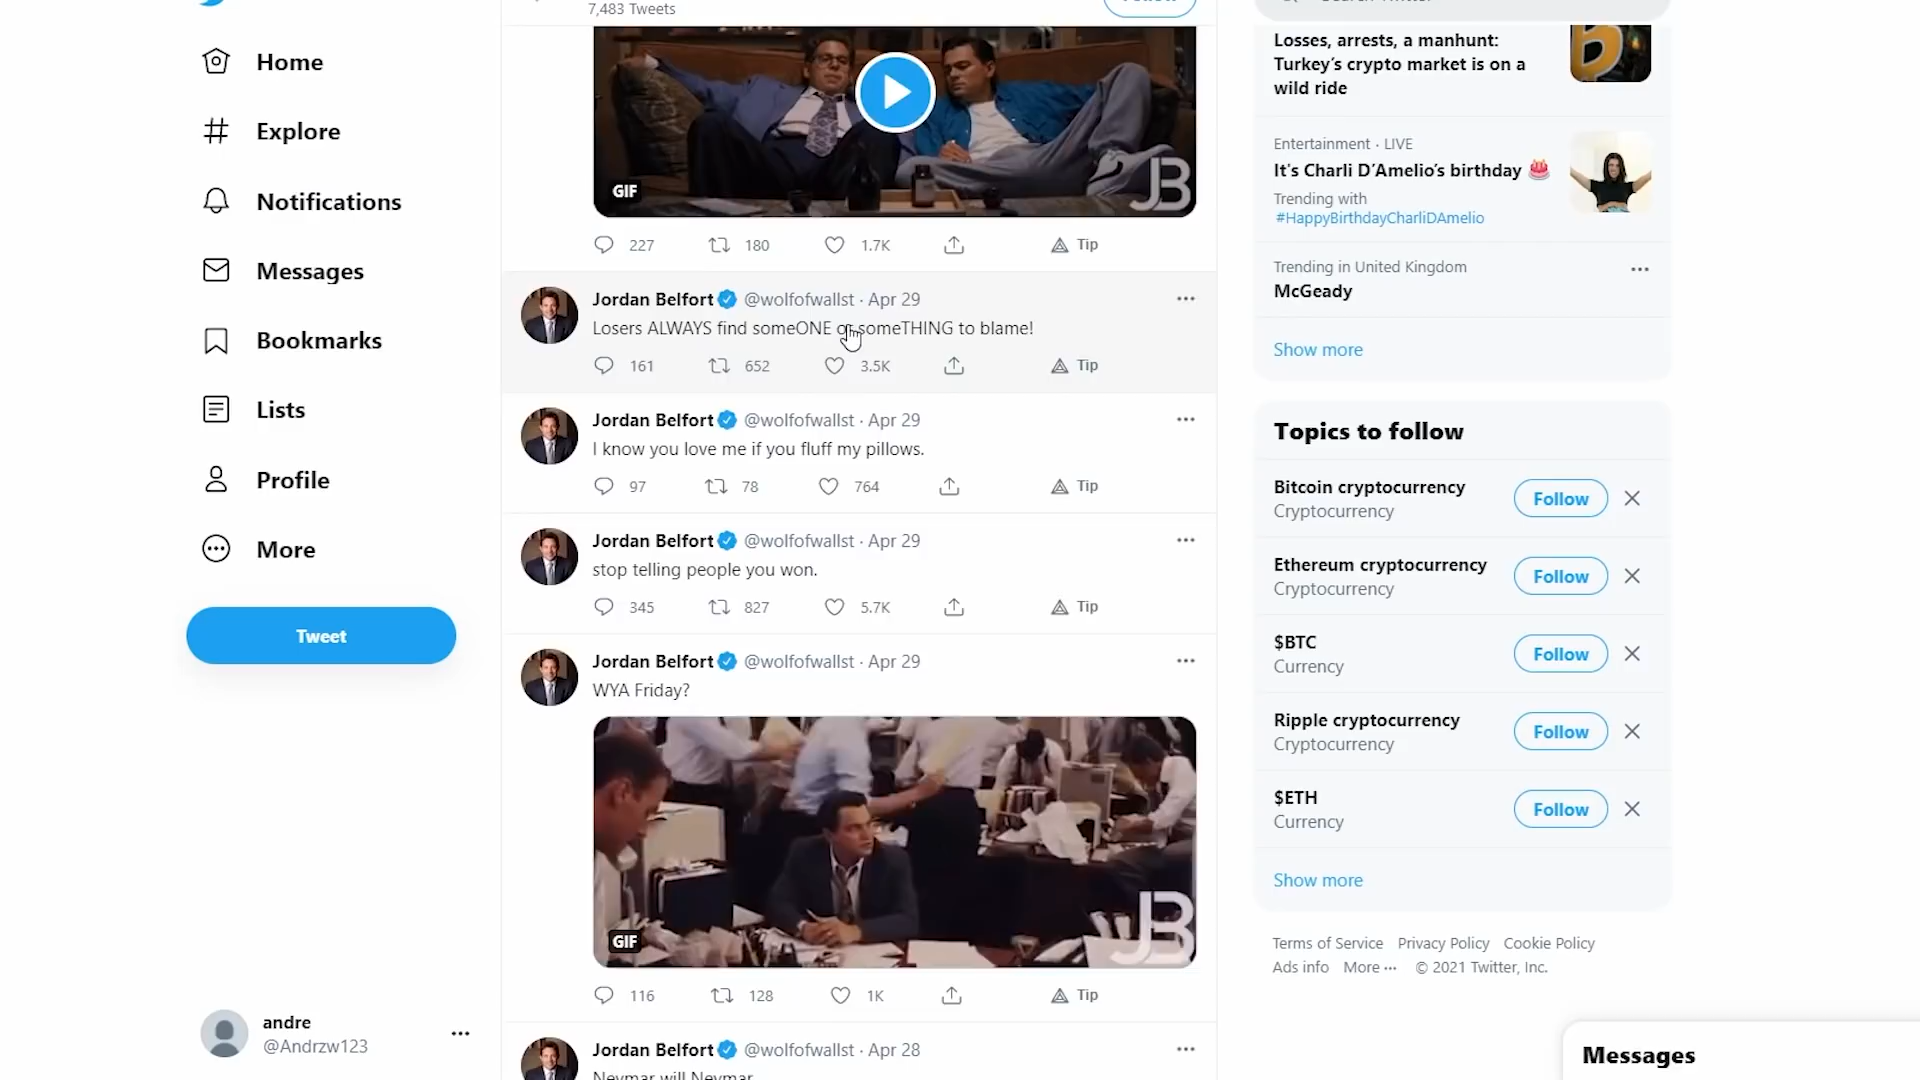 Home
Explore
Notifications
Messages
Bookmarks
Lists
Profile
More
Tweet
andre
@Andrzw123
7,483 Tweets
GIF
JB
227 180 1.7K Tip
Jordan Belfort @wolfofwallst · Apr 29
Losers ALWAYS find someONE or someTHING to blame!
161 652 3.5K Tip
Jordan Belfort @wolfofwallst · Apr 29
I know you love me if you fluff my pillows.
97 78 764 Tip
Jordan Belfort @wolfofwallst · Apr 29
stop telling people you won.
345 827 5.7K Tip
Jordan Belfort @wolfofwallst · Apr 29
WYA Friday?
GIF
JB
116 128 1K Tip
Jordan Belfort @wolfofwallst · Apr 28
Neymar will Neymar
Losses, arrests, a manhunt:
Turkey's crypto market is on a
wild ride
Entertainment · LIVE
It's Charli D'Amelio's birthday
Trending with
#HappyBirthdayCharliDAmelio
Trending in United Kingdom
McGeady
Show more
Topics to follow
Bitcoin cryptocurrency
Cryptocurrency
Follow
Ethereum cryptocurrency
Cryptocurrency
Follow
$BTC
Currency
Follow
Ripple cryptocurrency
Cryptocurrency
Follow
$ETH
Currency
Follow
Show more
Terms of Service Privacy Policy Cookie Policy
Ads info More ··· © 2021 Twitter, Inc.
Messages